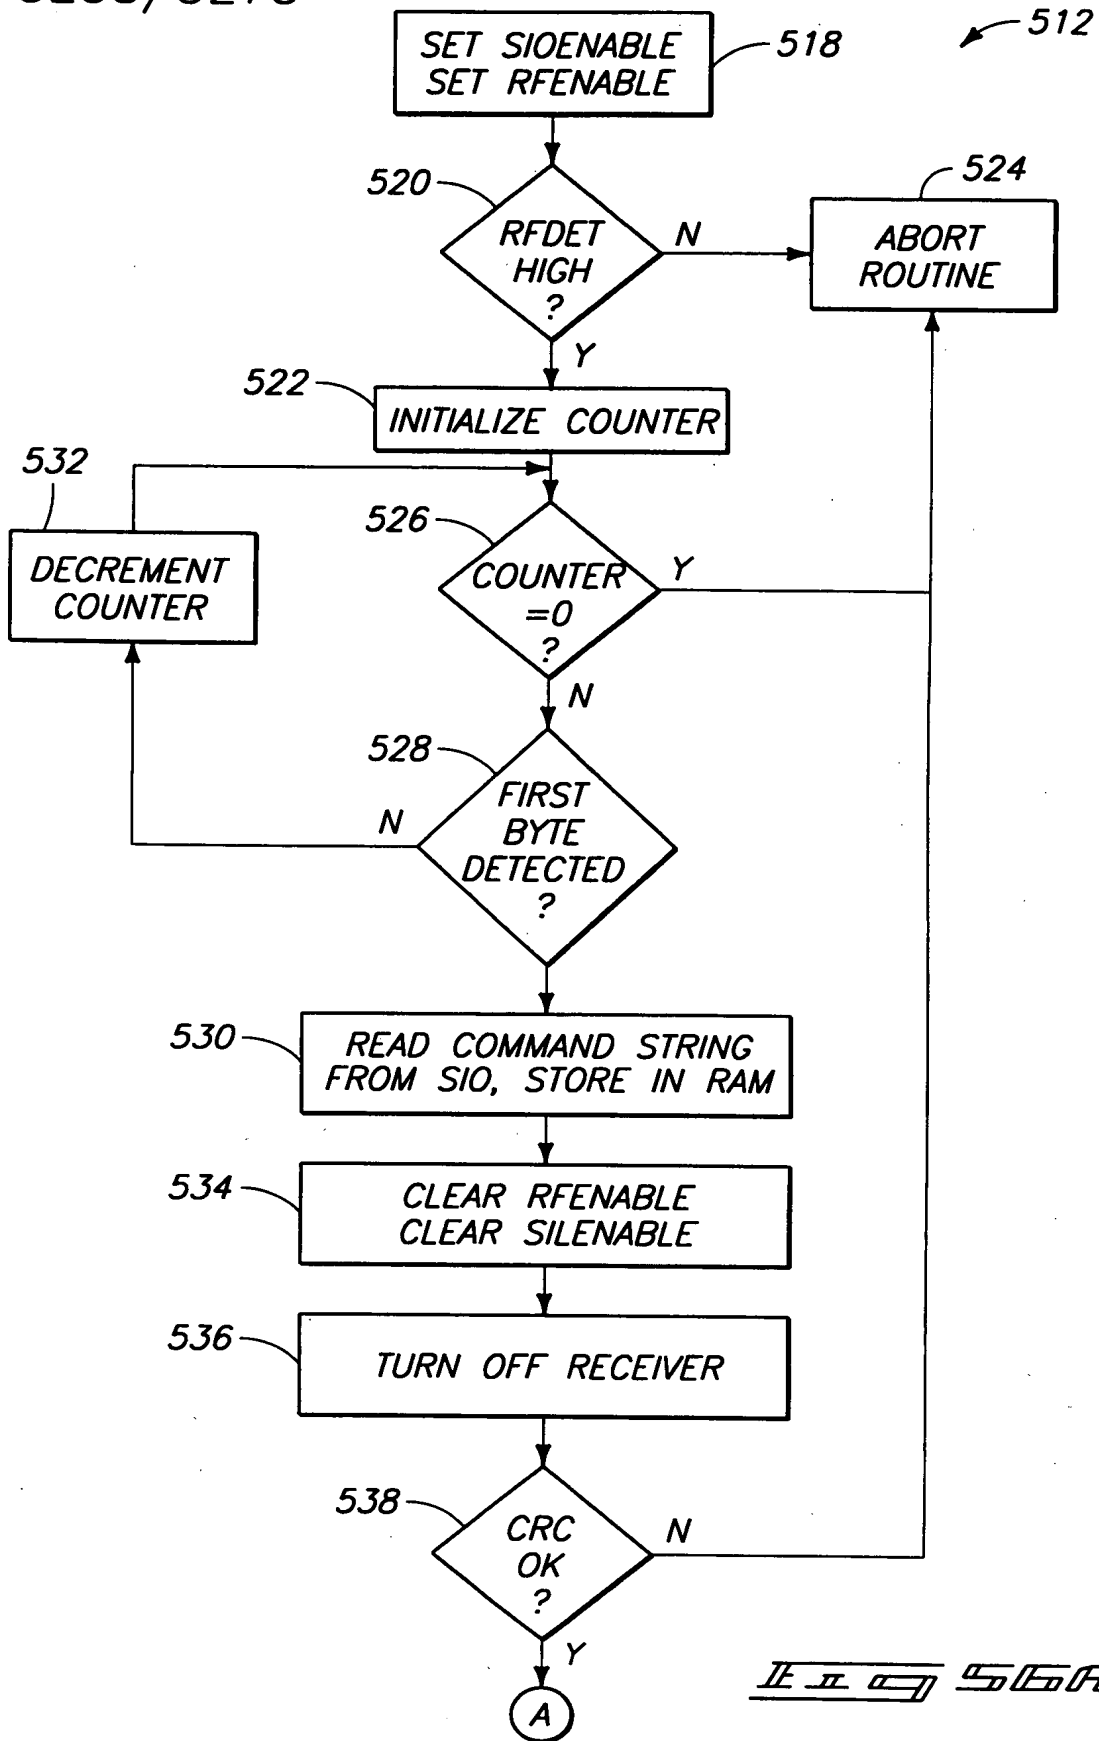 512
SET SIOENABLE
SET RFENABLE
518
520
RFDET
HIGH
?
N
524
ABORT
ROUTINE
Y
522
INITIALIZE COUNTER
532
DECREMENT
COUNTER
526
COUNTER
=0
?
Y
N
528
FIRST
BYTE
DETECTED
?
N
530
READ COMMAND STRING
FROM SIO, STORE IN RAM
534
CLEAR RFENABLE
CLEAR SILENABLE
536
TURN OFF RECEIVER
538
CRC
OK
?
N
Y
A
FIG 56A